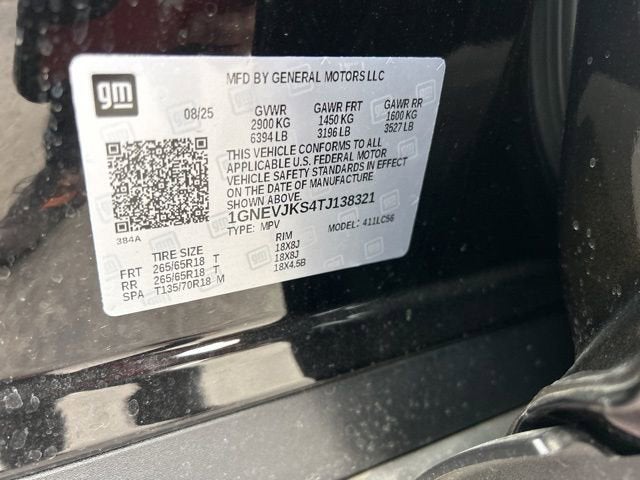 gm
MFD BY GENERAL MOTORS LLC
08/25 GVWR GAWR FRT GAWR RR
2900 KG 1450 KG 1600 KG
6394 LB 3196 LB 3527 LB
THIS VEHICLE CONFORMS TO ALL
APPLICABLE U.S. FEDERAL MOTOR
VEHICLE SAFETY STANDARDS IN EFFECT
ON THE DATE OF MANUFACTURE
SHOWN ABOVE.
1GNEVJKS4TJ138321
TYPE: MPV MODEL: 411LC56
384A
TIRE SIZE RIM
FRT 265/65R18 T 18X8J
RR 265/65R18 T 18X8J
SPA T135/70R18 M 18X4.5B